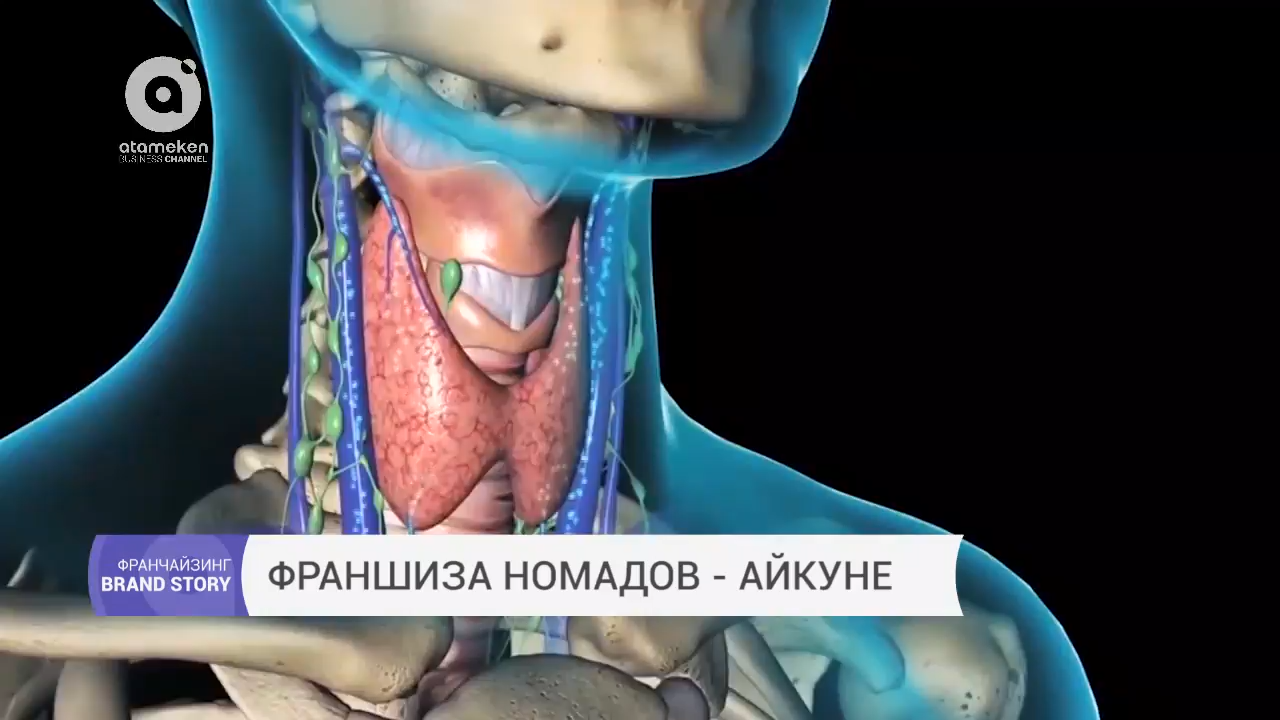 atameken
BUSINESS CHANNEL
ФРАНЧАЙЗИНГ
BRAND STORY
ФРАНШИЗА НОМАДОВ - АЙКУНЕ